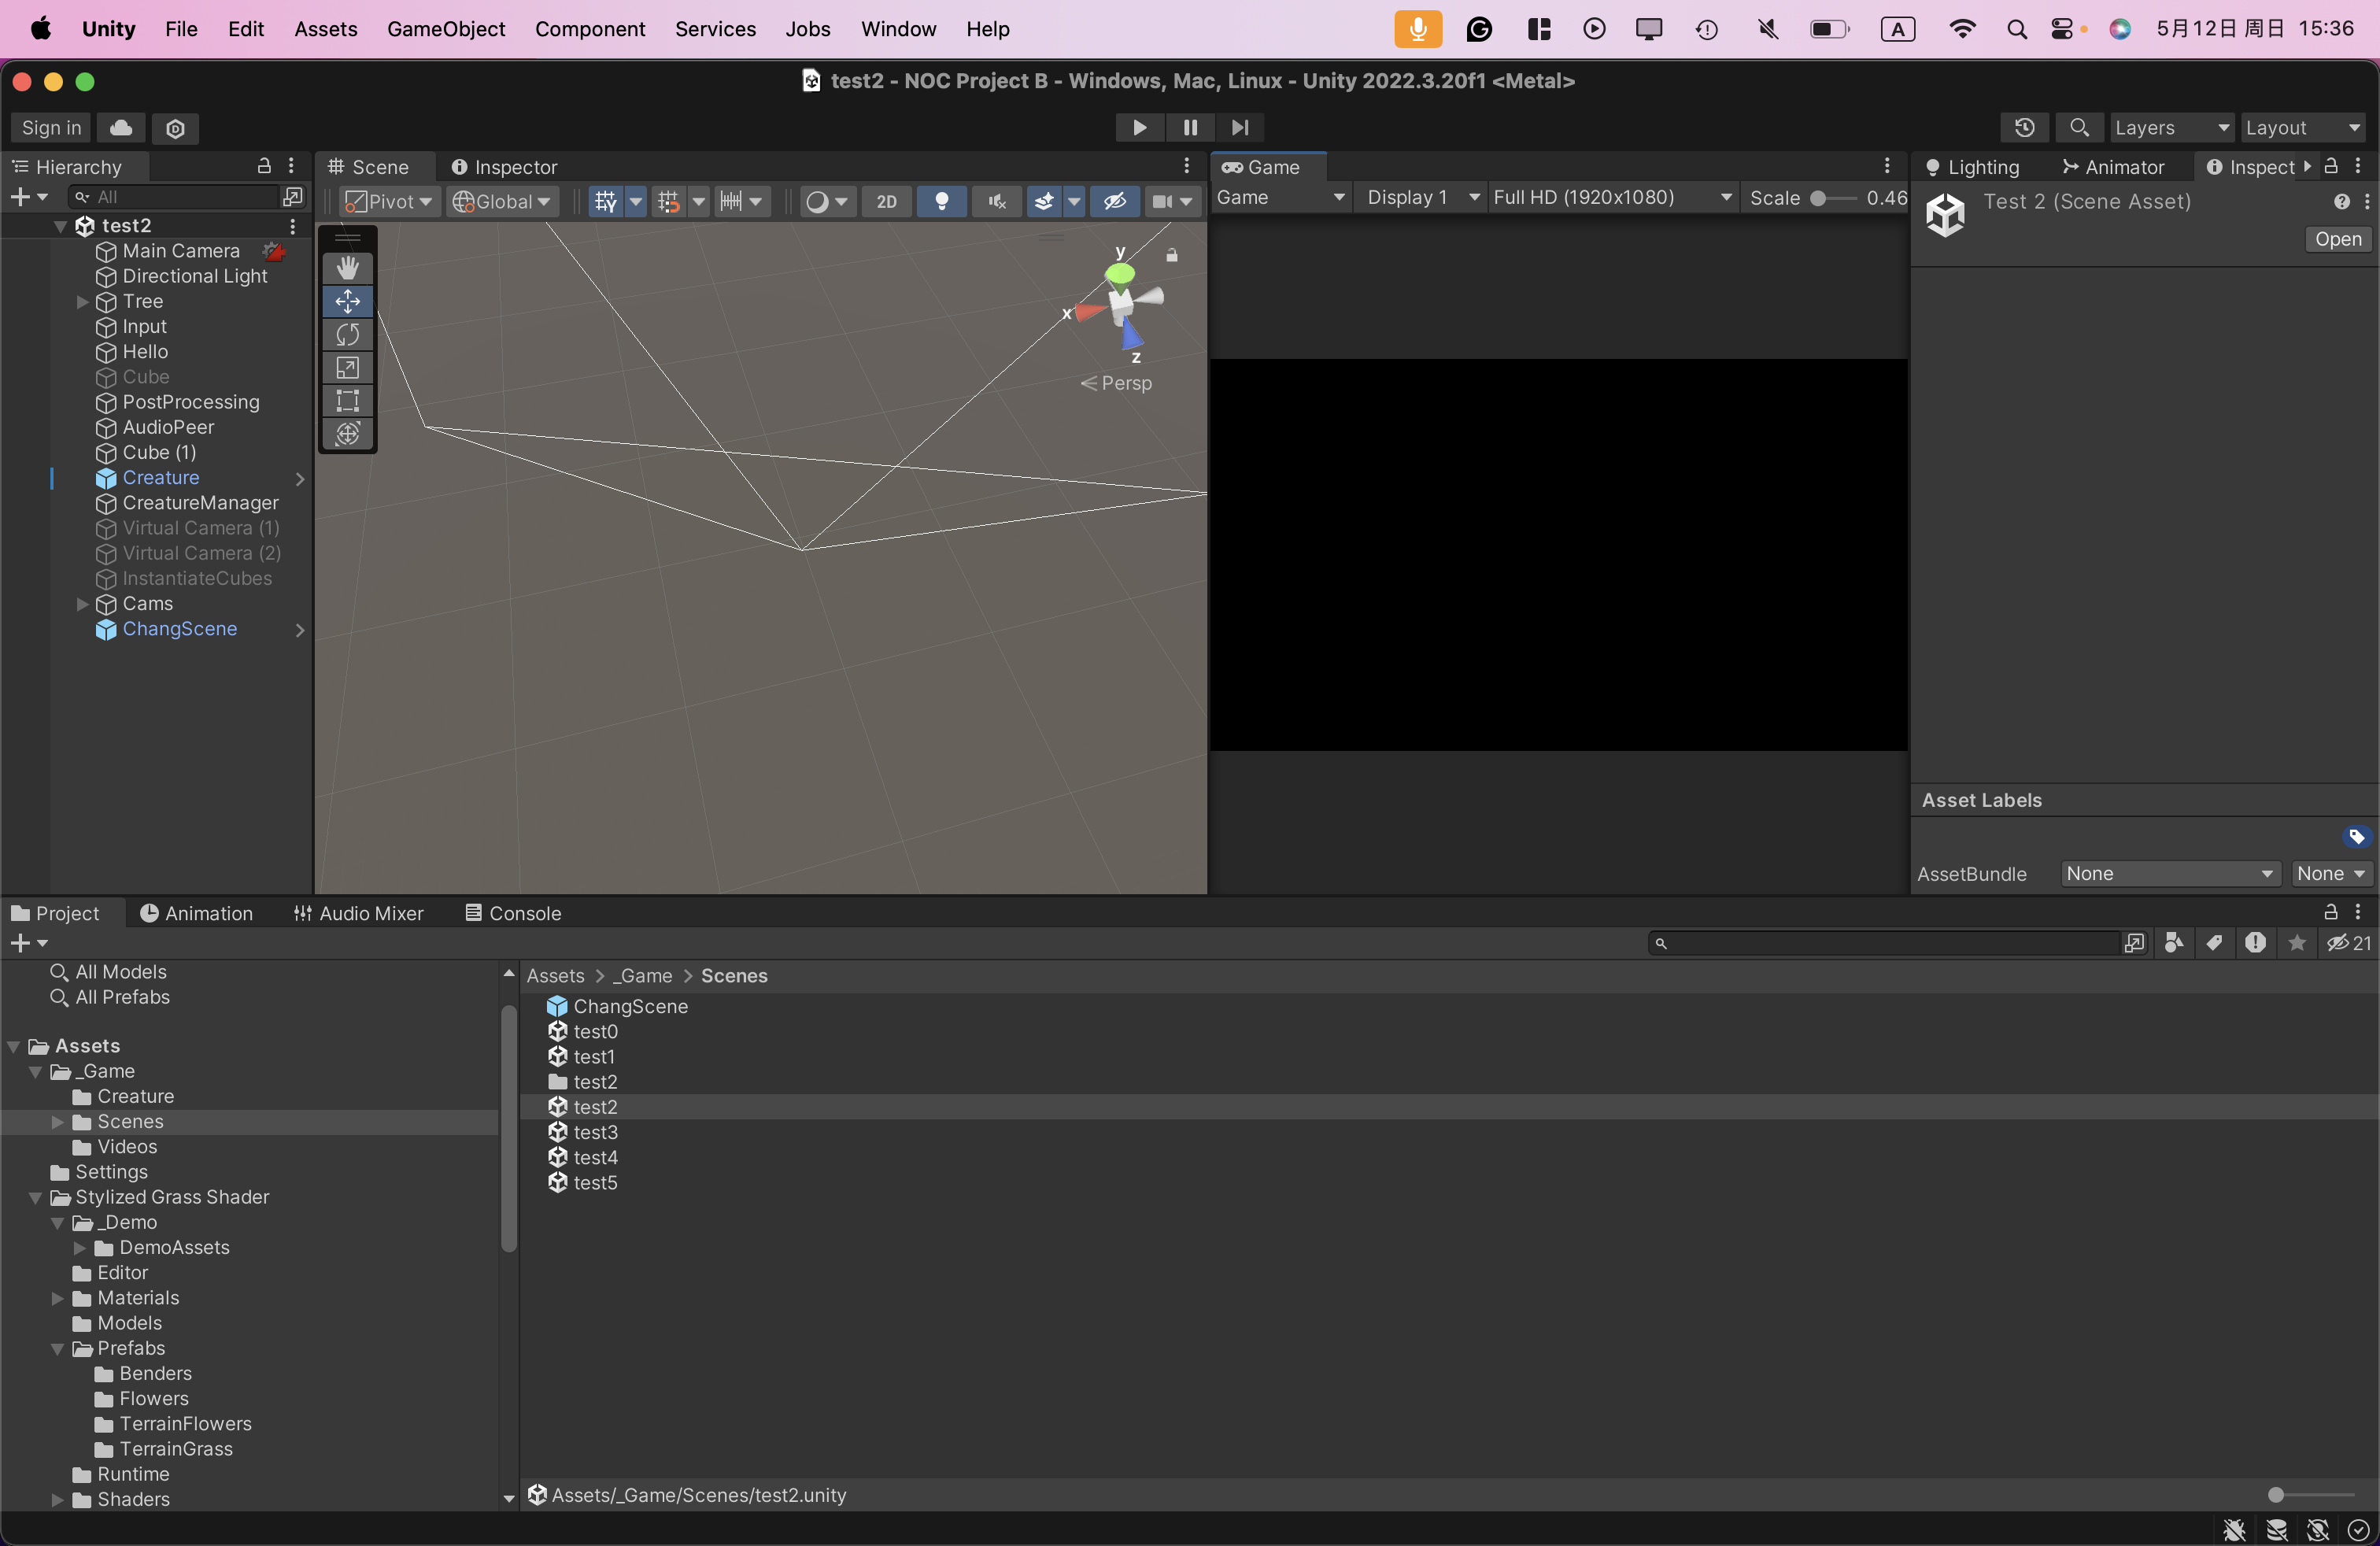 Unity File Edit Assets GameObject Component Services Jobs Window Help A 5月12日 周日 15:36
test2 - NOC Project B - Windows, Mac, Linux - Unity 2022.3.20f1 <Metal>
Sign in Layers Layout
Hierarchy Scene Inspector Game Lighting Animator Inspect
All Pivot Global 2D Game Display 1 Full HD (1920x1080) Scale 0.46
Test 2 (Scene Asset)
Open
test2
Main Camera
Directional Light
Tree
Input
Hello
Cube
PostProcessing
AudioPeer
Cube (1)
Creature
CreatureManager
Virtual Camera (1)
Virtual Camera (2)
InstantiateCubes
Cams
ChangScene
y
x
z
Persp
Asset Labels
AssetBundle None None
Project Animation Audio Mixer Console
21
All Models
All Prefabs
Assets
_Game
Creature
Scenes
Videos
Settings
Stylized Grass Shader
_Demo
DemoAssets
Editor
Materials
Models
Prefabs
Benders
Flowers
TerrainFlowers
TerrainGrass
Runtime
Shaders
Assets > _Game > Scenes
ChangScene
test0
test1
test2
test2
test3
test4
test5
Assets/_Game/Scenes/test2.unity